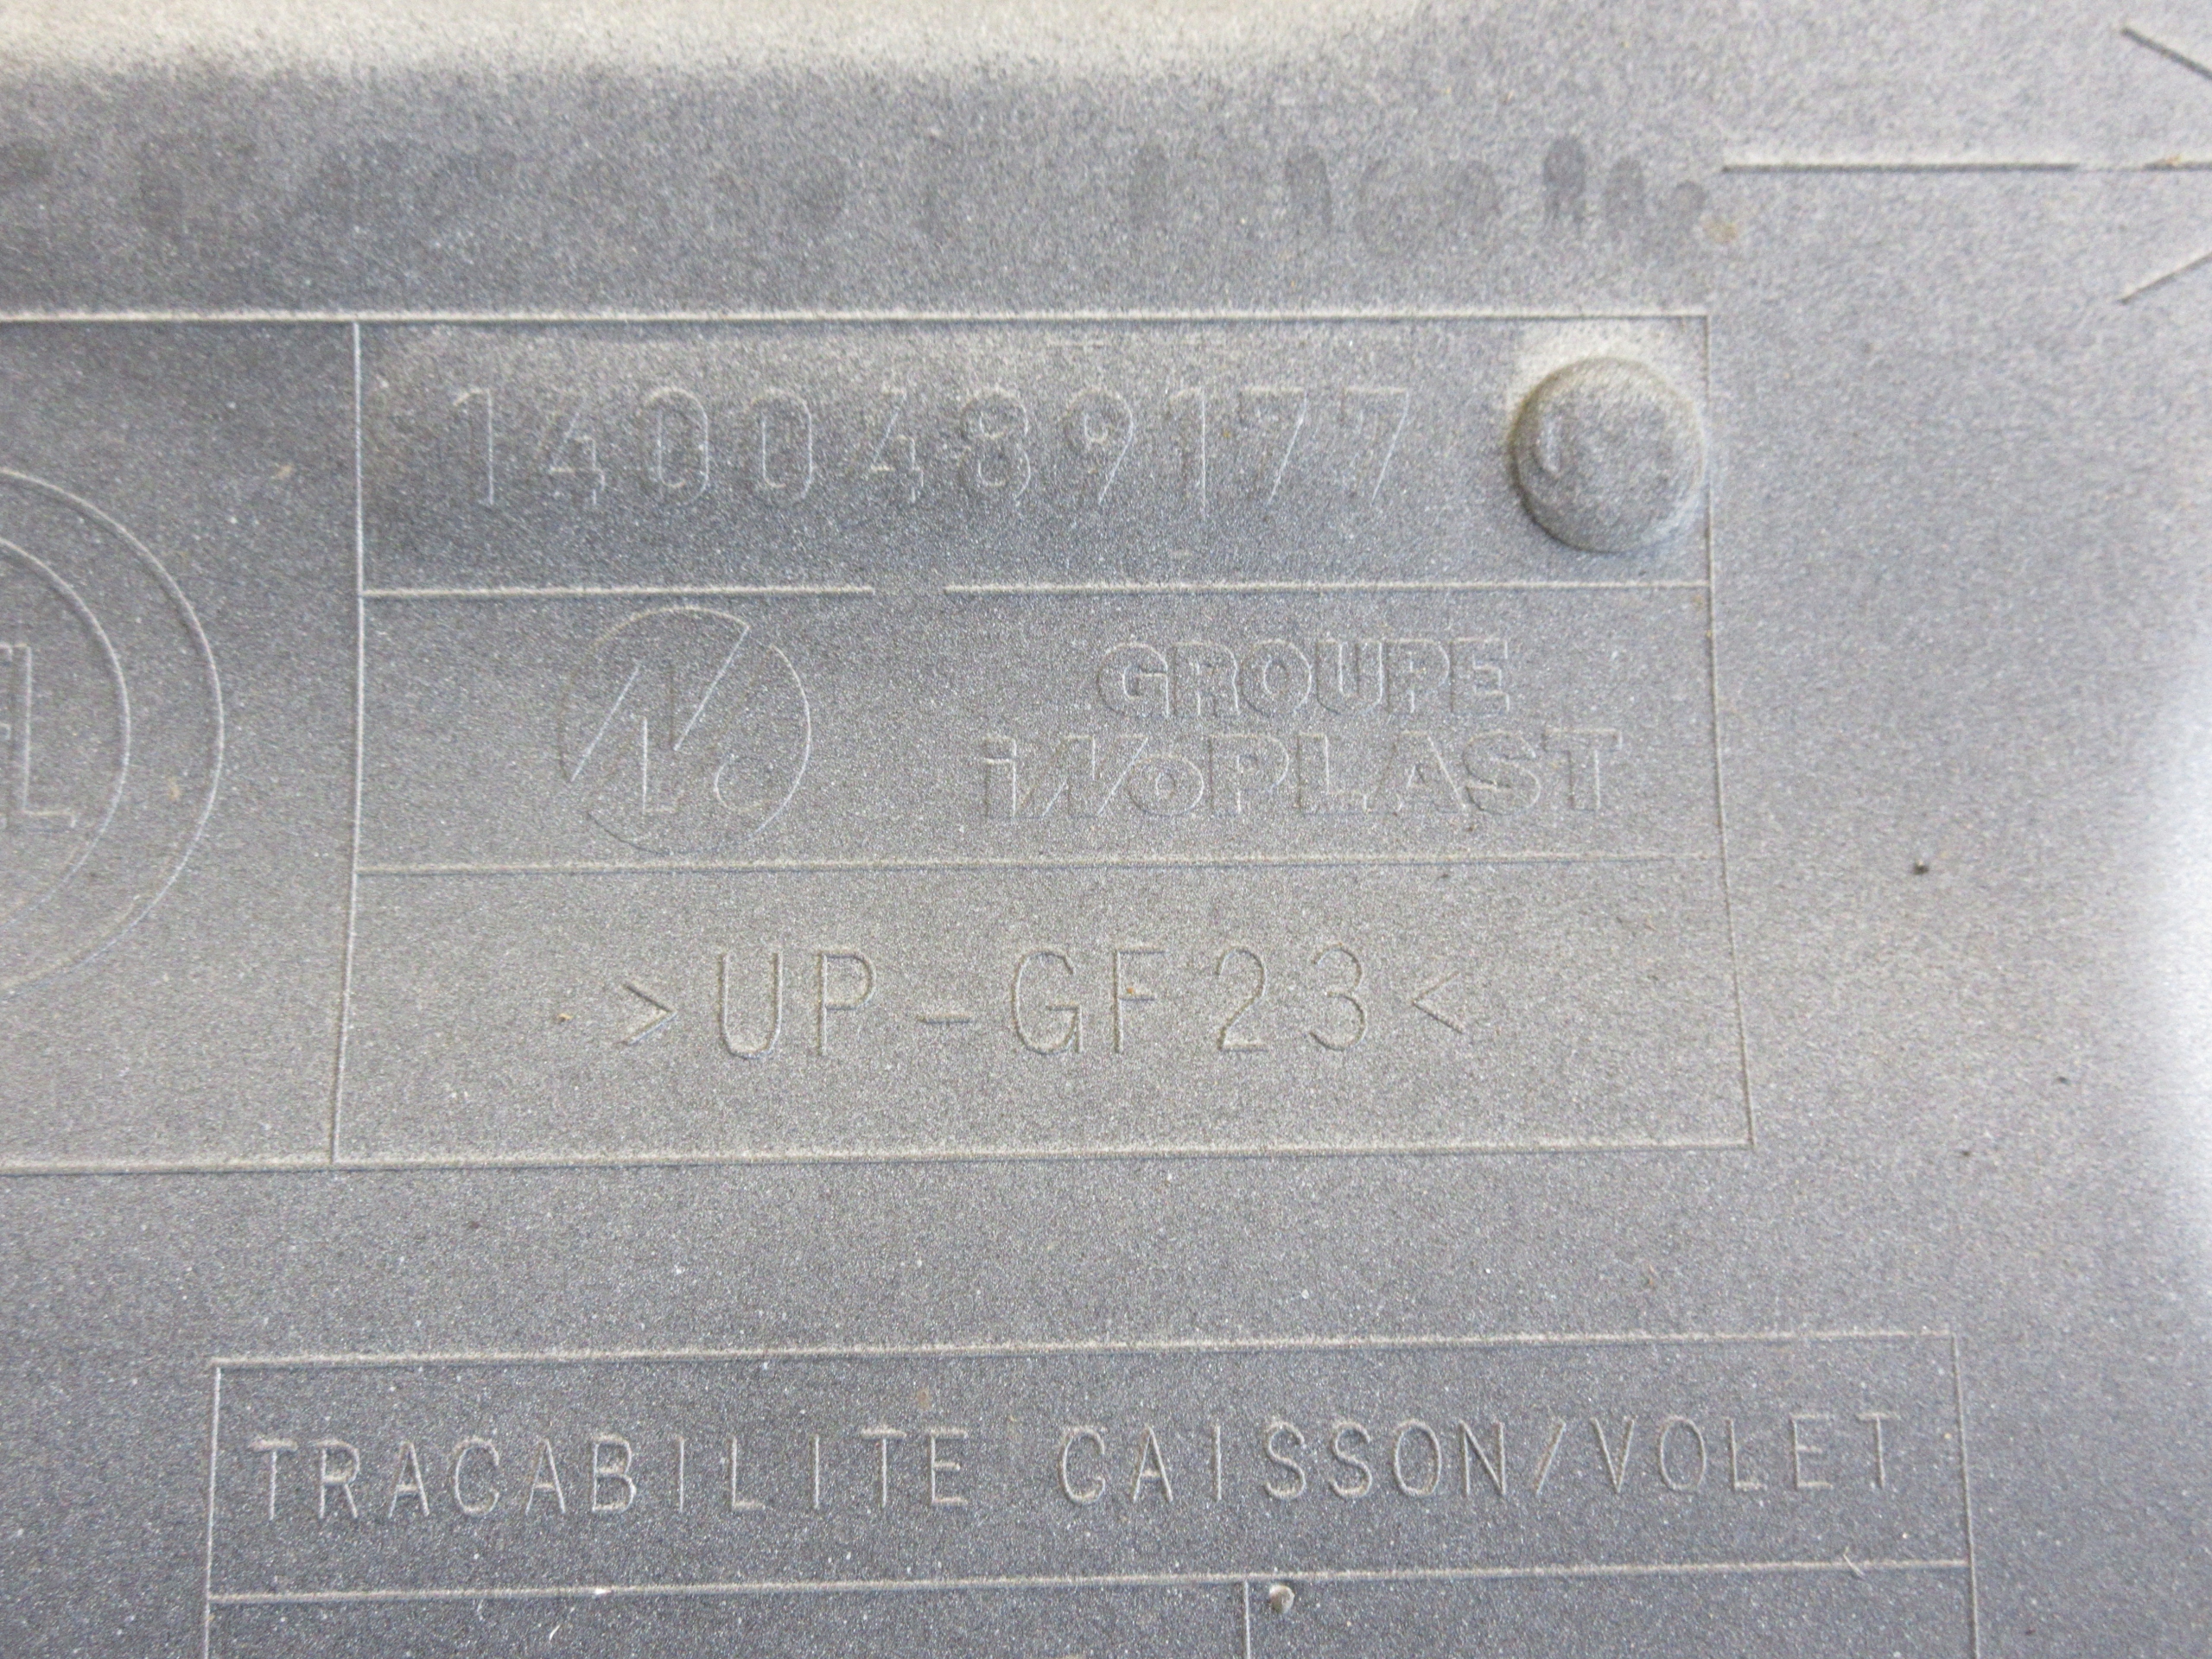 1400489177
GROUPE
iNoPLAST
>UP-GF23<
TRACABILITE CAISSON/VOLET